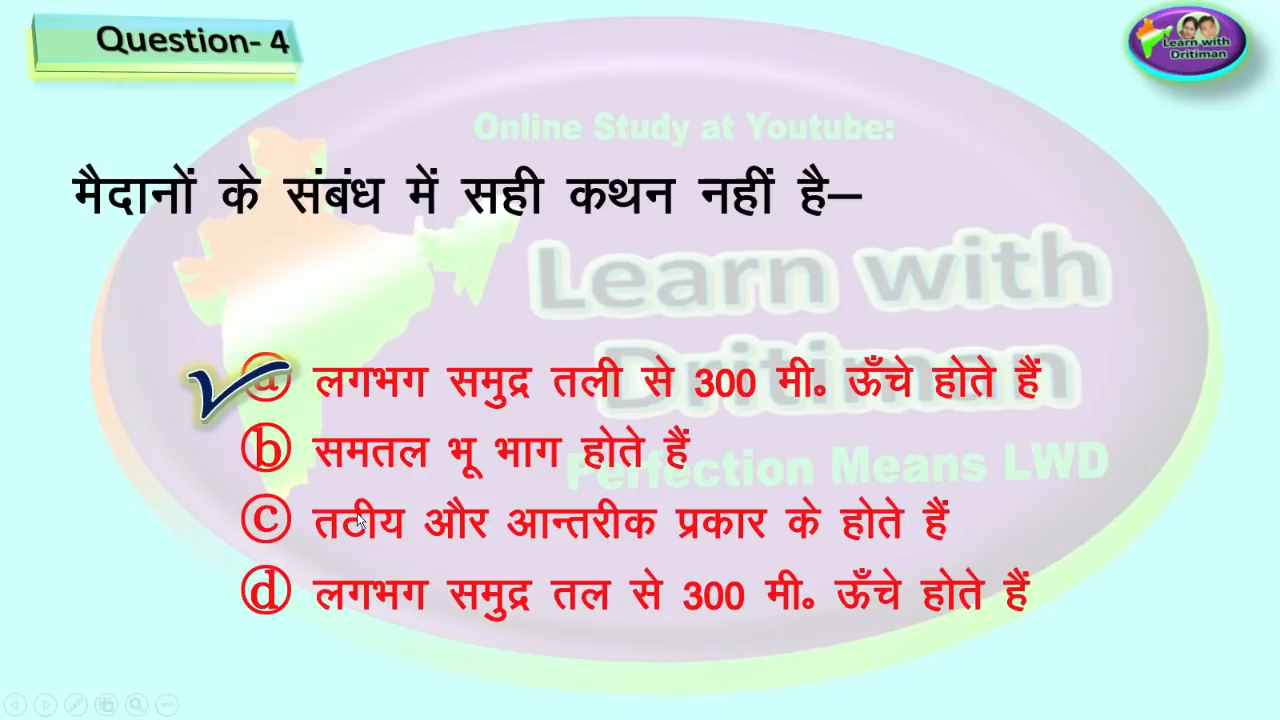 Question- 4
Learn with
Dritiman
Online Study at Youtube:
मैदानों के संबंध में सही कथन नहीं है–
Learn with
Dritiman
Perfection Means LWD
ⓐ लगभग समुद्र तली से 300 मी॰ ऊँचे होते हैं
ⓑ समतल भू भाग होते हैं
ⓒ तटीय और आन्तरीक प्रकार के होते हैं
ⓓ लगभग समुद्र तल से 300 मी॰ ऊँचे होते हैं